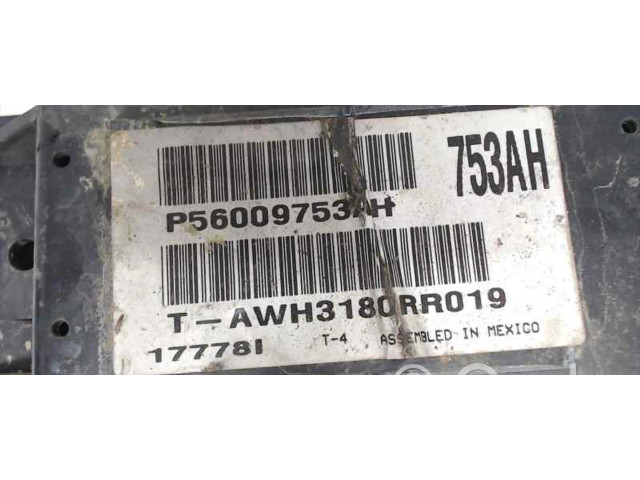 753AH
P56009753AH
T-AWH3180RR019
177781
T-4 ASSEMBLED IN MEXICO